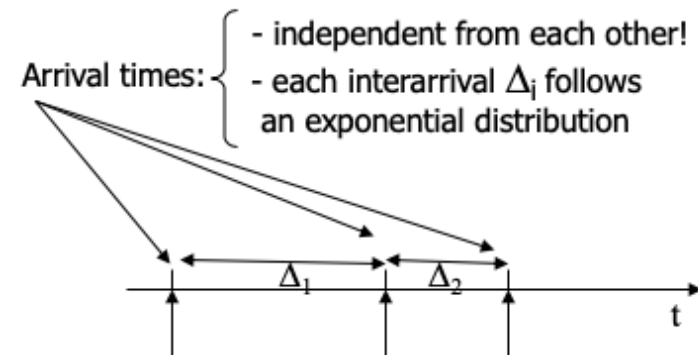 - independent from each other!
Arrival times:
- each interarrival Δi follows
an exponential distribution
Δ1
Δ2
t